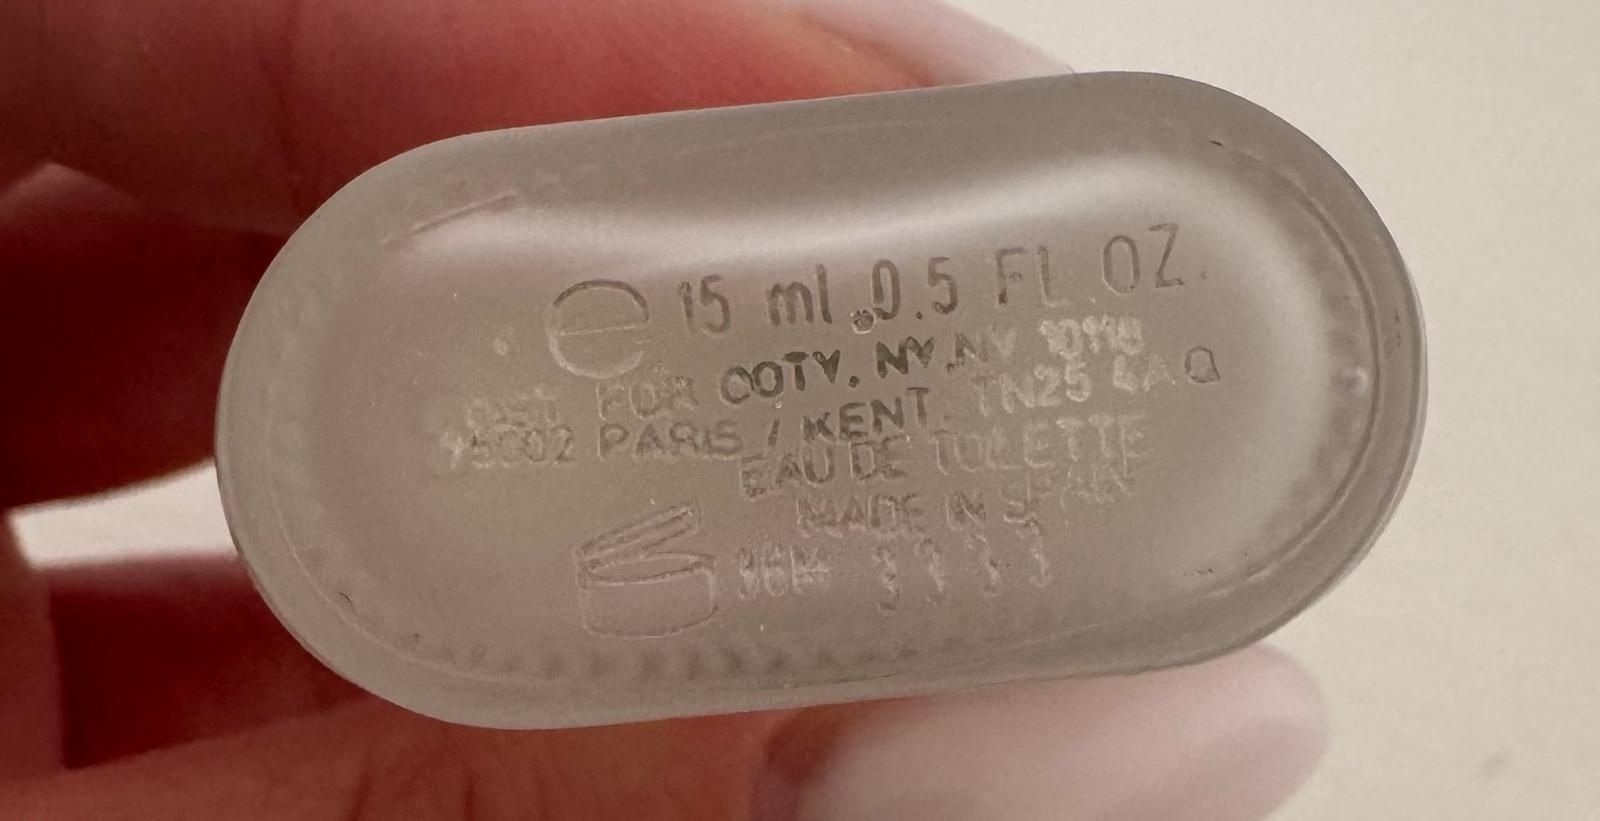 ℮ 15 ml .0.5 FL OZ.
DIST FOR COTY, NY, NY 10118
75002 PARIS / KENT, TN25 4AQ
EAU DE TOILETTE
MADE IN SPAIN
36M